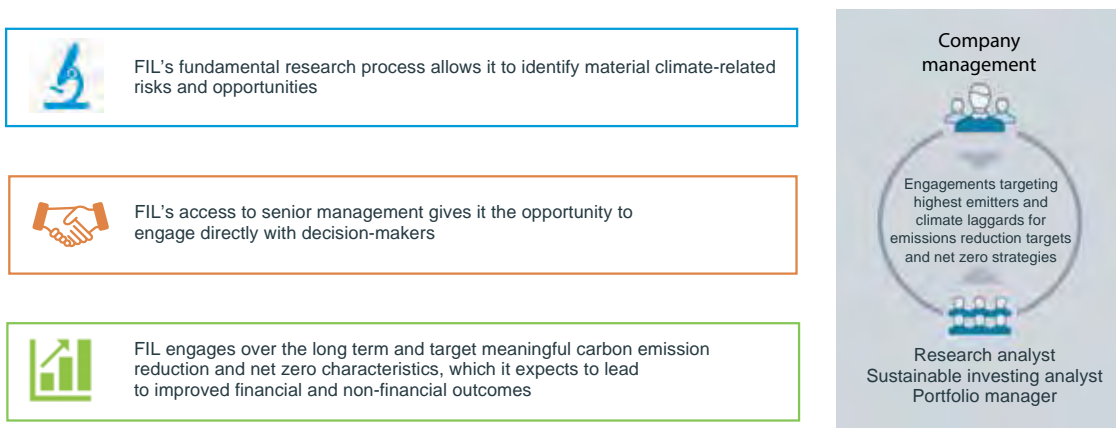 FIL's fundamental research process allows it to identify material climate-related
risks and opportunities
FIL's access to senior management gives it the opportunity to
engage directly with decision-makers
FIL engages over the long term and target meaningful carbon emission
reduction and net zero characteristics, which it expects to lead
to improved financial and non-financial outcomes
Company
management
Engagements targeting
highest emitters and
climate laggards for
emissions reduction targets
and net zero strategies
Research analyst
Sustainable investing analyst
Portfolio manager